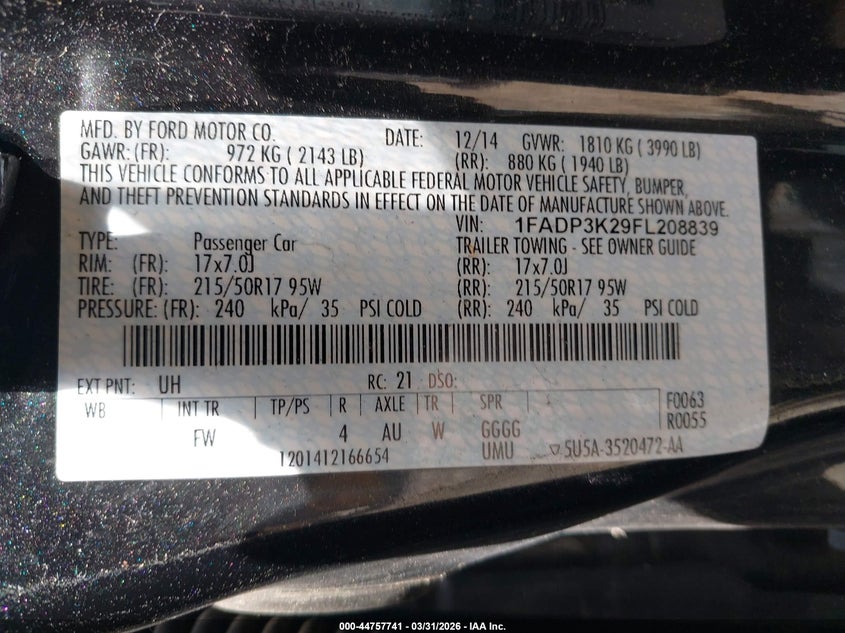 MFD. BY FORD MOTOR CO. DATE: 12/14 GVWR: 1810 KG ( 3990 LB)
GAWR: (FR): 972 KG ( 2143 LB) (RR): 880 KG ( 1940 LB)
THIS VEHICLE CONFORMS TO ALL APPLICABLE FEDERAL MOTOR VEHICLE SAFETY, BUMPER,
AND THEFT PREVENTION STANDARDS IN EFFECT ON THE DATE OF MANUFACTURE SHOWN ABOVE.
VIN: 1FADP3K29FL208839
TYPE: Passenger Car TRAILER TOWING - SEE OWNER GUIDE
RIM: (FR): 17x7.0J (RR): 17x7.0J
TIRE: (FR): 215/50R17 95W (RR): 215/50R17 95W
PRESSURE: (FR): 240 kPa/ 35 PSI COLD (RR): 240 kPa/ 35 PSI COLD
EXT PNT: UH RC: 21 DSO:
WB INT TR TP/PS R AXLE TR SPR F0063
FW 4 AU W GGGG R0055
1201412166654 UMU 5U5A-3520472-AA
000-44757741 - 03/31/2026 - IAA Inc.